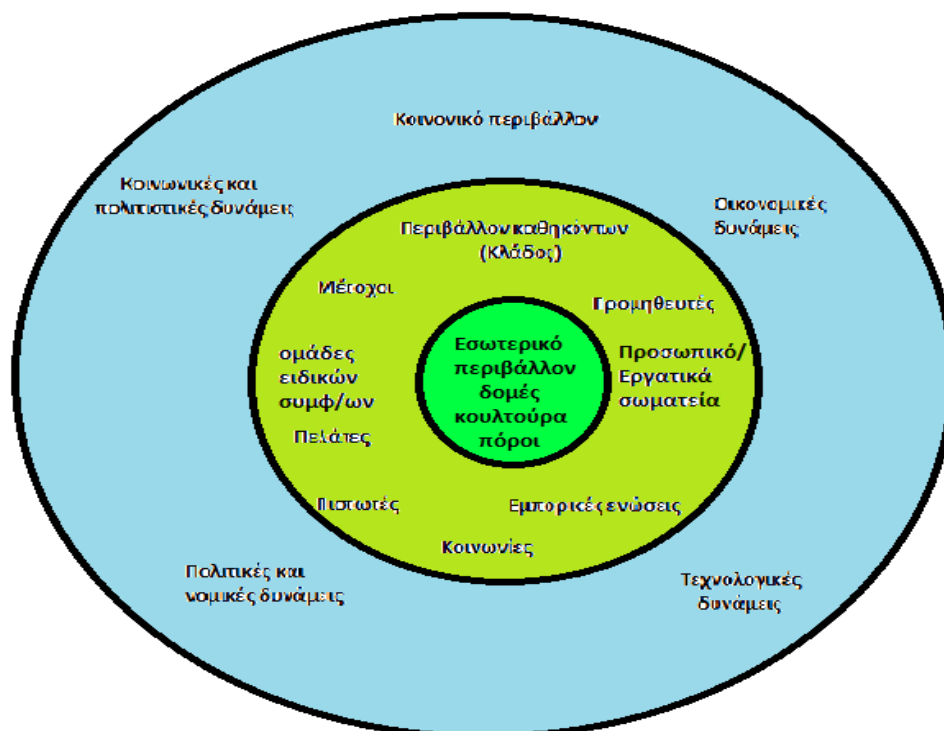 Κοινονικό περιβάλλον
Κοινωνικές και
πολιτιστικές δυνάμεις
Οικονομικές
δυνάμεις
Περιβάλλον καθηκόντων
(Κλάδος)
Μέτοχοι
Γρομηθευτές
Εσωτερικό
περιβάλλον
δομές
κουλτούρα
πόροι
ομάδες
ειδικών
συμφ/ων
Προσωπικό/
Εργατικά
σωματεία
Πελάτες
Πιστωτές
Εμπορικές ενώσεις
Κοινωνίες
Πολιτικές και
νομικές δυνάμεις
Τεχνολογικές
δυνάμεις